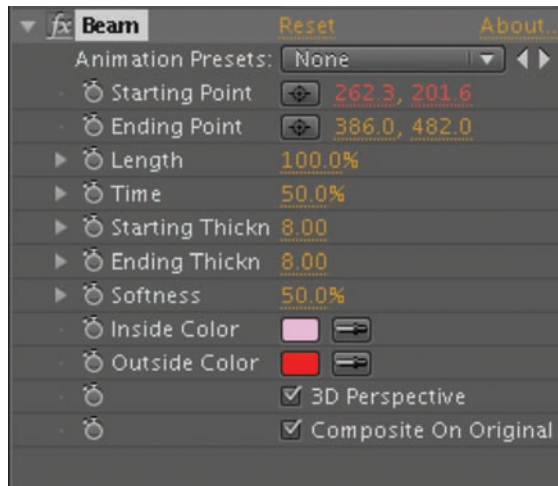 fx Beam Reset About..
Animation Presets: None
Starting Point 262.3, 201.6
Ending Point 386.0, 482.0
Length 100.0%
Time 50.0%
Starting Thickn 8.00
Ending Thickn 8.00
Softness 50.0%
Inside Color
Outside Color
3D Perspective
Composite On Original